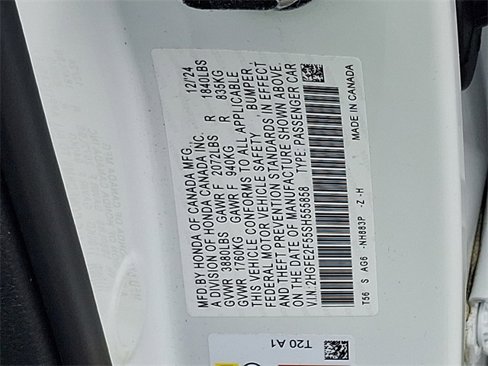 MFD BY HONDA OF CANADA MFG., 12/'24
A DIVISION OF HONDA CANADA INC.
GVWR 3880LBS GAWR F 2072LBS R 1840LBS
GVWR 1760KG GAWR F 940KG R 835KG
THIS VEHICLE CONFORMS TO ALL APPLICABLE
FEDERAL MOTOR VEHICLE SAFETY, BUMPER,
AND THEFT PREVENTION STANDARDS IN EFFECT
ON THE DATE OF MANUFACTURE SHOWN ABOVE.
V.I.N: 2HGFE2F55SH555858 TYPE: PASSENGER CAR
T56 S AG6 -NH883P -Z -H MADE IN CANADA
T20 A1